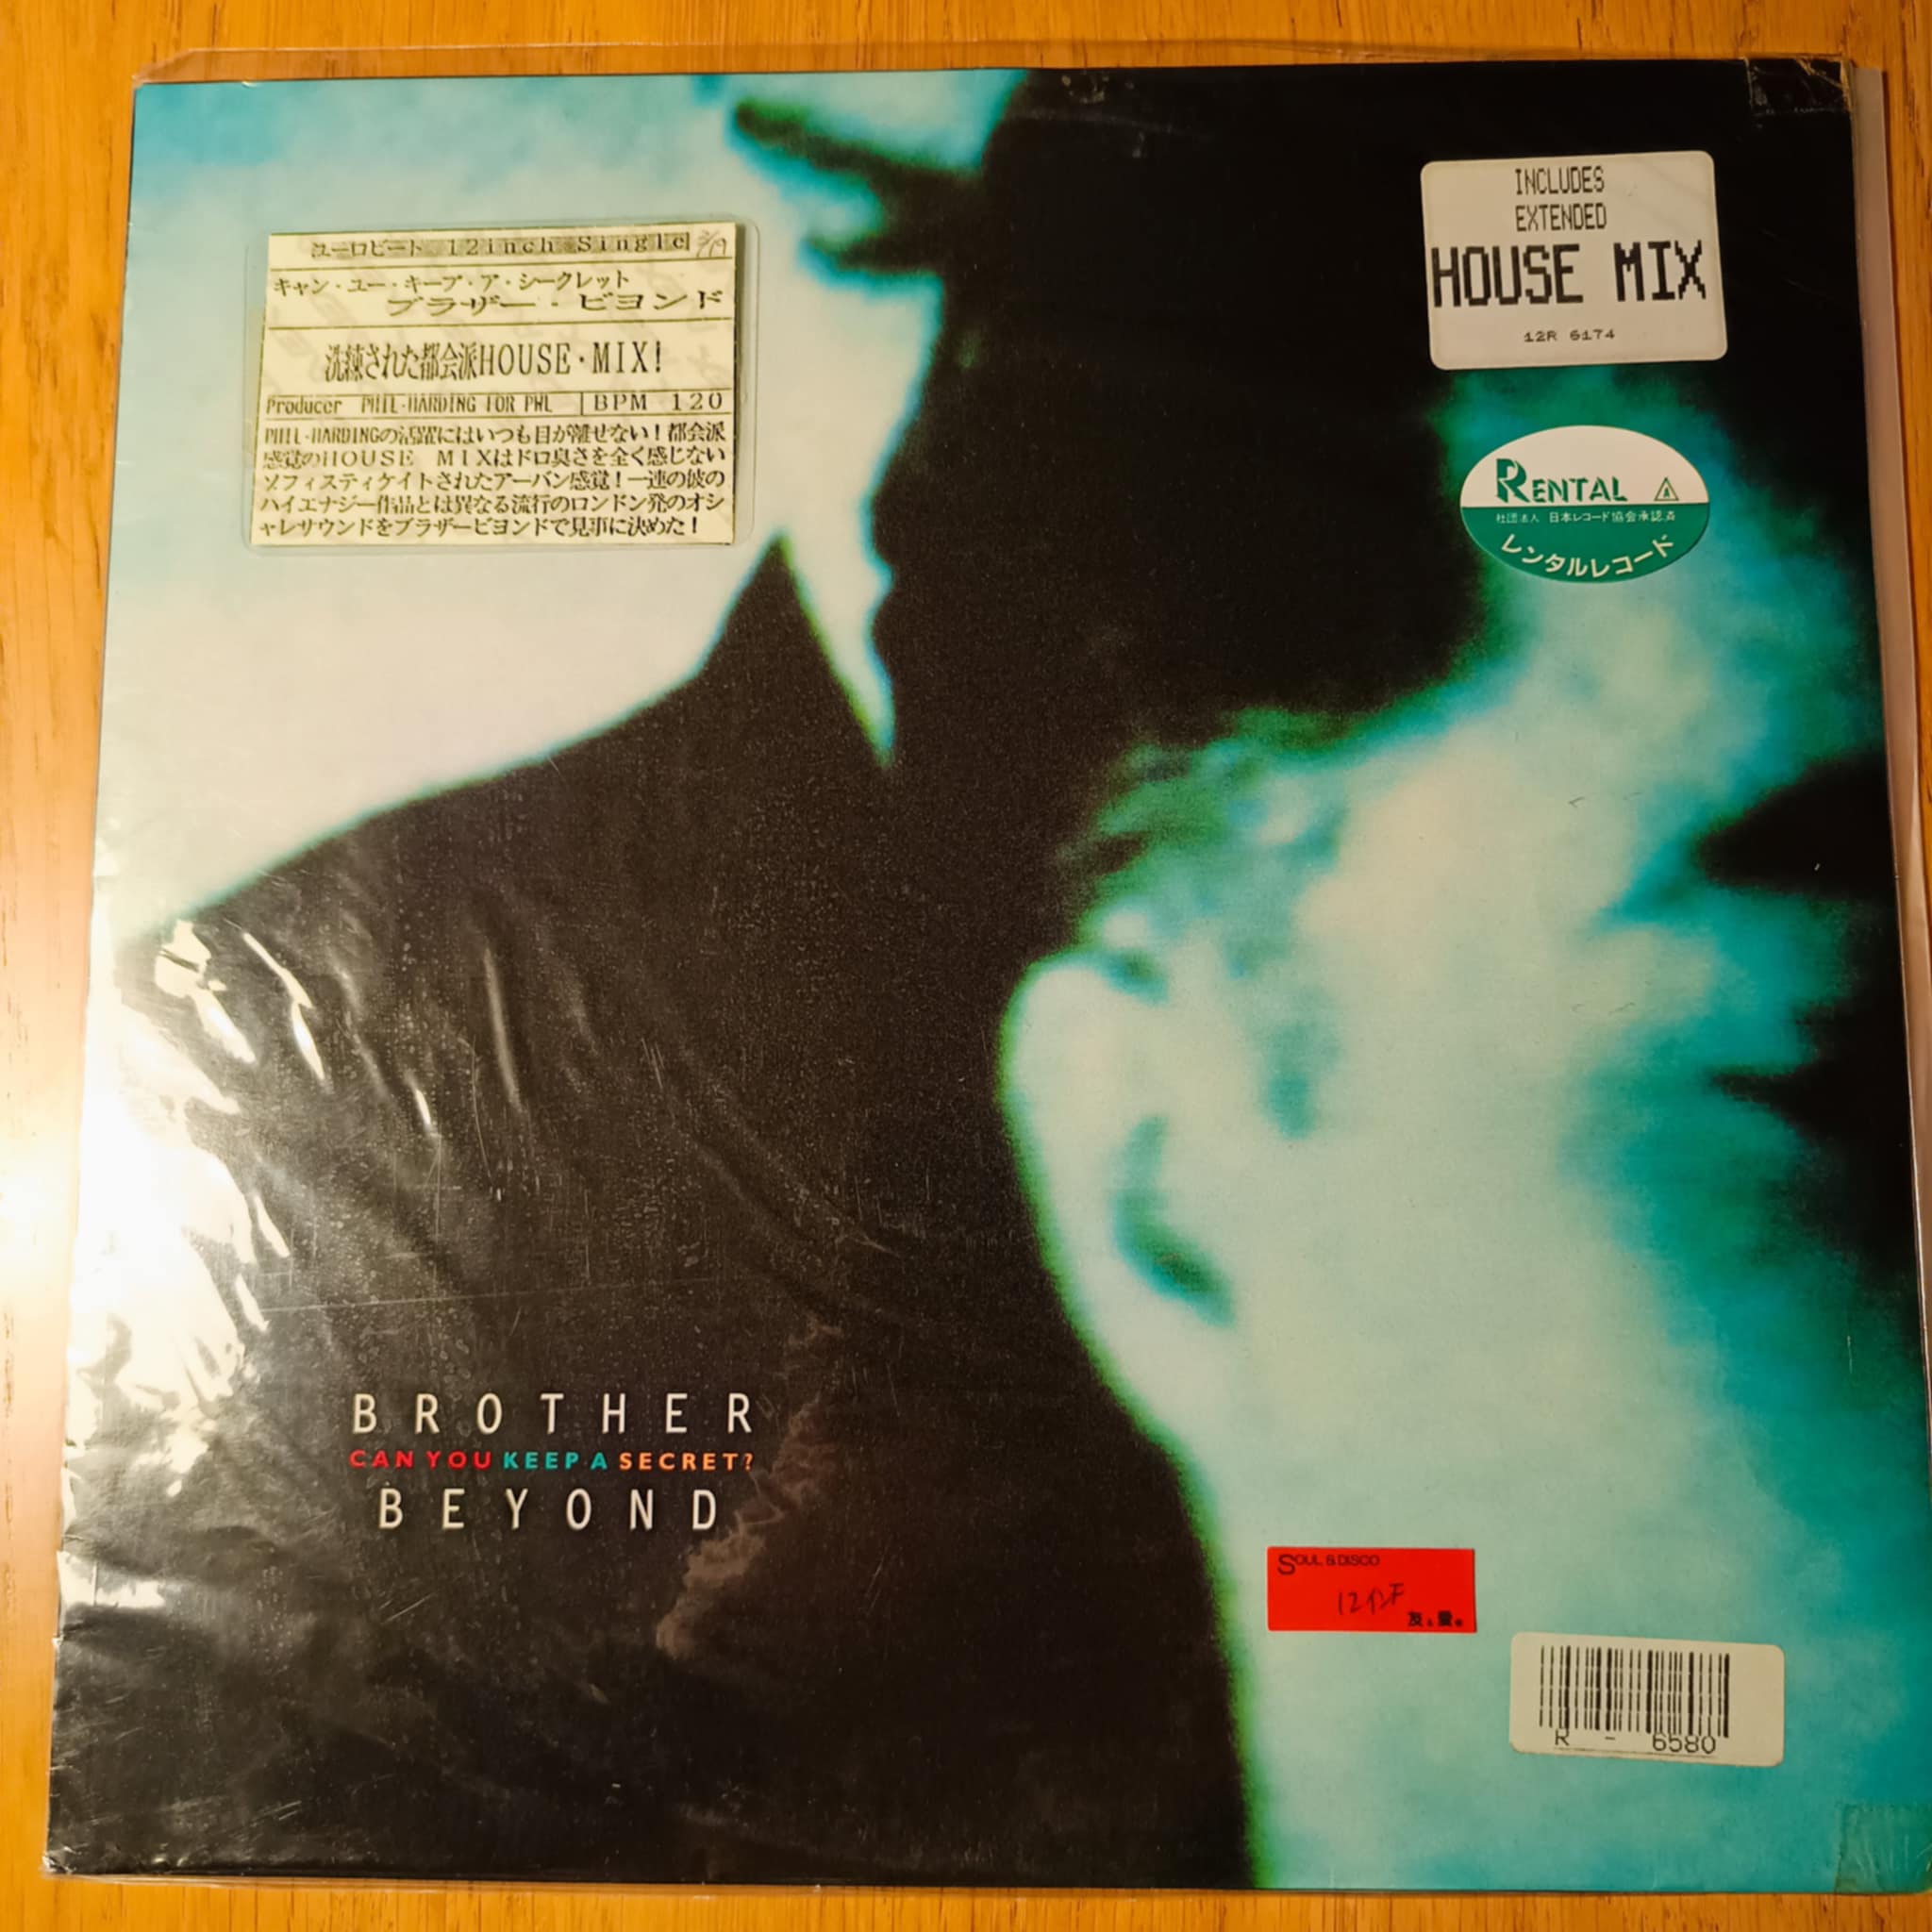 ユーロビート 12inch Single
キャン・ユー・キープ・ア・シークレット
ブラザー・ビヨンド
洗練された都会派HOUSE・MIX!
Producer PHIL・HARDING FOR PWL BPM 120
PHIL・HARDINGの活躍にはいつも目が離せない!都会派
感覚のHOUSE MIXはドロ臭さを全く感じない
ソフィスティケイトされたアーバン感覚!一連の彼の
ハイエナジー作品とは異なる流行のロンドン発のオシ
ャレサウンドをブラザービヨンドで見事に決めた!
INCLUDES
EXTENDED
HOUSE MIX
12R 6174
RENTAL
社団法人 日本レコード協会承認済
レンタルレコード
BROTHER
CAN YOU KEEP A SECRET?
BEYOND
SOUL & DISCO
友&愛
R - 6580